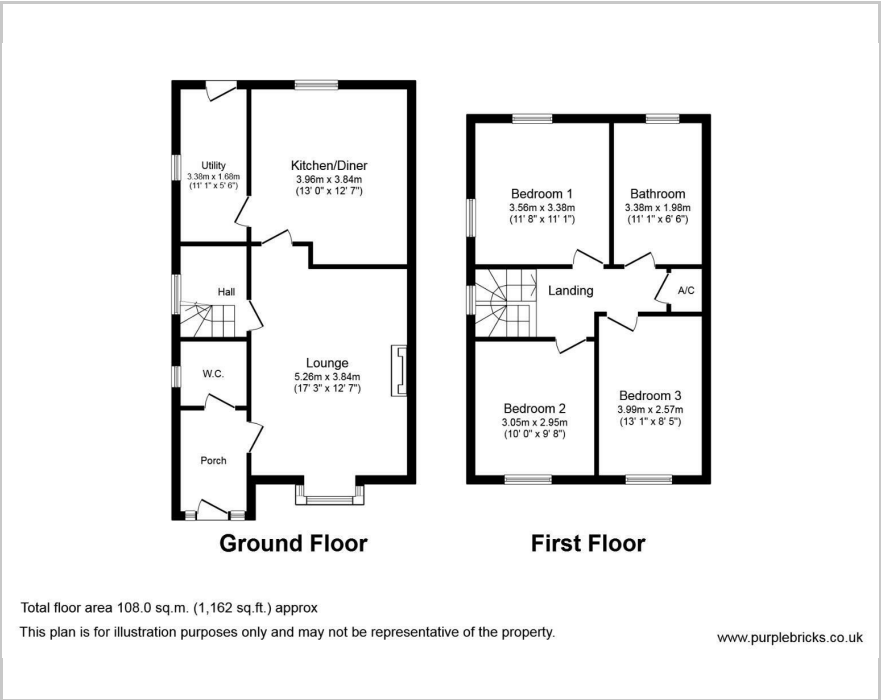 Utility
3.38m x 1.68m
(11' 1" x 5' 6")
Kitchen/Diner
3.96m x 3.84m
(13' 0" x 12' 7")
Hall
W.C.
Lounge
5.26m x 3.84m
(17' 3" x 12' 7")
Porch
Ground Floor
Bedroom 1
3.56m x 3.38m
(11' 8" x 11' 1")
Bathroom
3.38m x 1.98m
(11' 1" x 6' 6")
Landing
A/C
Bedroom 2
3.05m x 2.95m
(10' 0" x 9' 8")
Bedroom 3
3.99m x 2.57m
(13' 1" x 8' 5")
First Floor
Total floor area 108.0 sq.m. (1,162 sq.ft.) approx
This plan is for illustration purposes only and may not be representative of the property.
www.purplebricks.co.uk